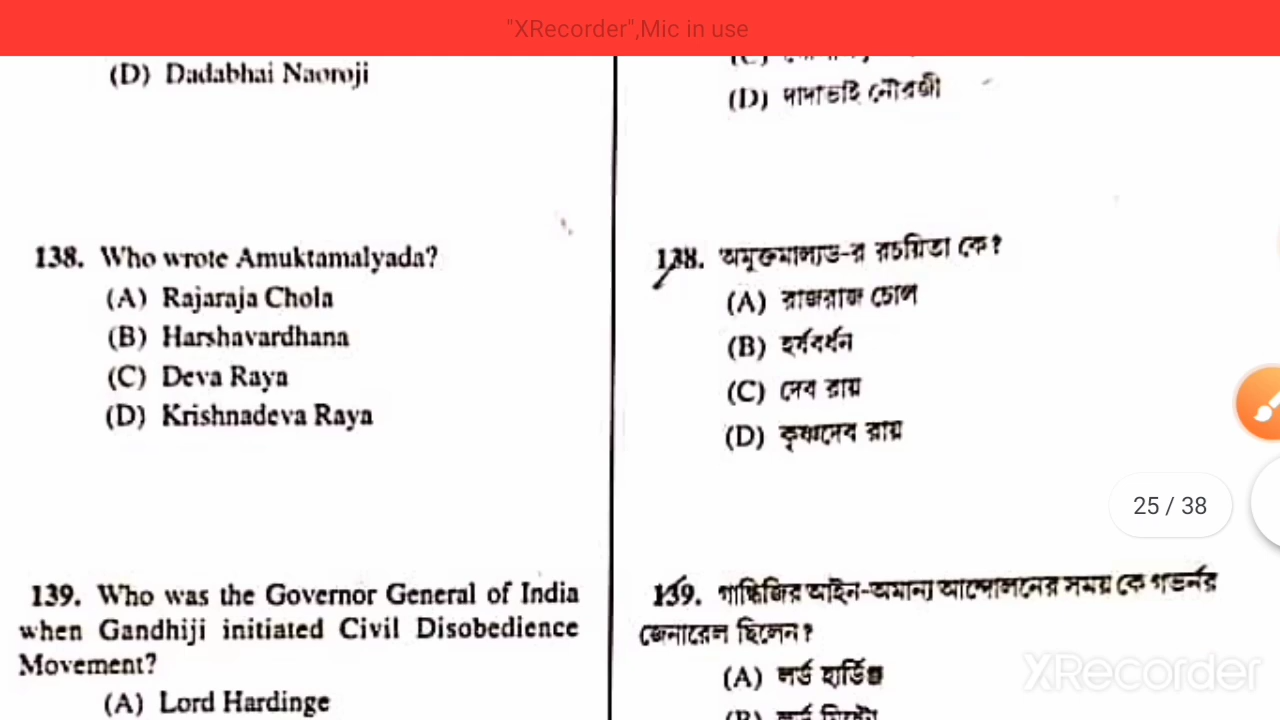 "XRecorder",Mic in use
(D) Dadabhai Naoroji
138. Who wrote Amuktamalyada?
(A) Rajaraja Chola
(B) Harshavardhana
(C) Deva Raya
(D) Krishnadeva Raya
139. Who was the Governor General of India
when Gandhiji initiated Civil Disobedience
Movement?
(A) Lord Hardinge
(D) দাদাভাই নৌরজী
138. অমুক্তমাল্যড-র রচয়িতা কে?
(A) রাজরাজ চোল
(B) হর্ষবর্ধন
(C) দেব রায়
(D) কৃষ্ণদেব রায়
139. গান্ধিজির আইন-অমান্য আন্দোলনের সময় কে গভর্নর
জেনারেল ছিলেন?
(A) লর্ড হার্ডিঞ্জ
25 / 38
XRecorder